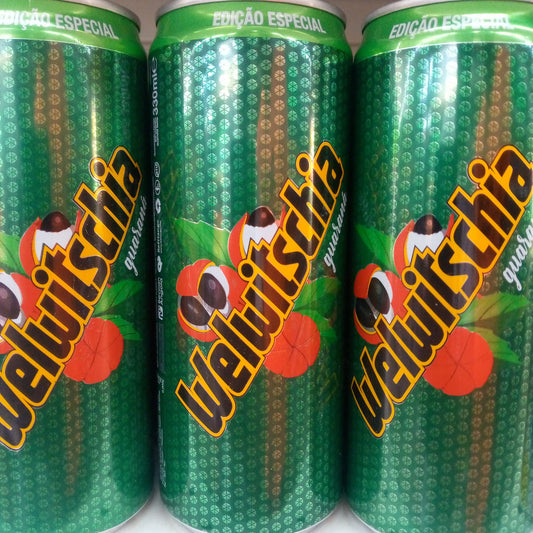 EDIÇÃO ESPECIAL
Welwitschia
guaraná
EDIÇÃO ESPECIAL
330ml e
Welwitschia
guaraná
EDIÇÃO ESPECIAL
Welwitschia
guaraná